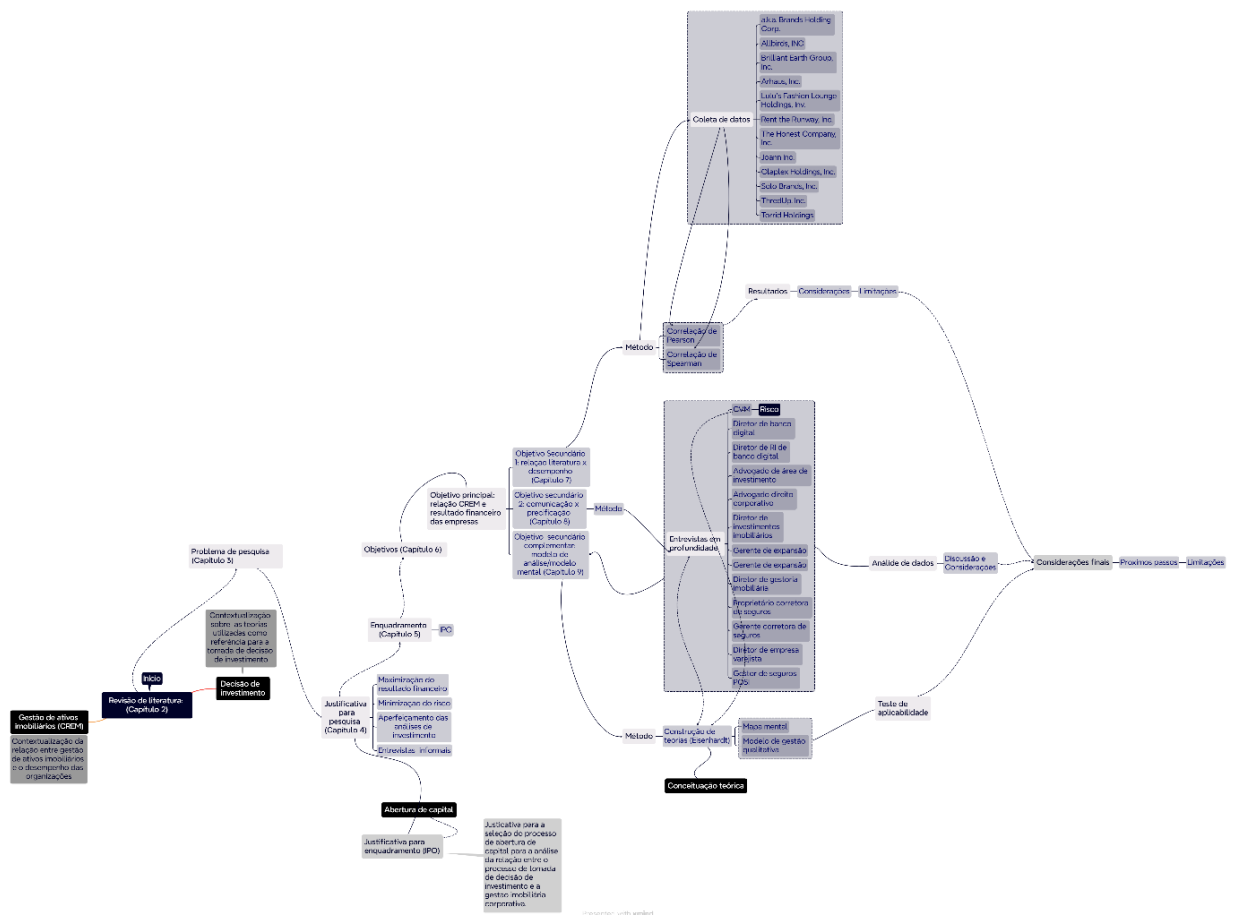 a.k.a. Brands Holding
Corp.
Allbirds, INC
Brilliant Earth Group,
Inc.
Arhaus, Inc.
Lulu's Fashion Lounge
Holdings, Inv.
Coleta de datos
Rent the Runway, Inc.
The Honest Company,
Inc.
Joann Inc.
Olaplex Holdings, Inc.
Solo Brands, Inc.
ThredUp Inc.
Torrid Holdings
Resultados
Considerações
Limitações
Método
Correlação de
Pearson
Correlação de
Spearman
CVM
Risco
Diretor de banco
digital
Diretor de RI de
banco digital
Advogado de área de
investimento
Advogado direito
corporativo
Diretor de
investimentos
imobiliários
Entrevistas em
profundidade
Gerente de expansão
Gerente de expansão
Diretor de gestoria
imobiliária
Proprietário corretora
de seguros
Gerente corretora de
seguros
Diretor de empresa
varejista
Gestor de seguros
Objetivo Secundário
1: relação literatura x
desempenho
(Capítulo 7)
Objetivo principal:
relação CREM e
resultado financeiro
das empresas
Objetivo secundário
2: comunicação x
precificação
(Capítulo 8)
Método
Objetivo secundário
complementar:
modelo de
análise/modelo
mental (Capítulo 9)
Análide de dados
Discussão e
Considerações
Considerações finais
Proximos passos
Limitações
Problema de pesquisa
(Capítulo 3)
Objetivos (Capítulo 6)
Contextualização
sobre as teorias
utilizadas como
referência para a
tomada de decisão
de investimento
Enquadramento
(Capítulo 5)
IPO
Início
Revisão de literatura:
(Capítulo 2)
Decisão de
investimento
Gestão de ativos
imobiliários (CREM)
Contextualização da
relação entre gestão
de ativos imobiliários
e o desempenho das
organizações
Justificativa
para
pesquisa
(Capítulo 4)
Maximização do
resultado financeiro
Minimização do risco
Aperfeiçamento das
análises de
investimento
Entrevistas informais
Método
Construção de
teorias (Eisenhardt)
Mapa mental
Modelo de gestão
qualitativa
Teste de
aplicabilidade
Conceituação teórica
Abertura de capital
Justificativa para
enquadramento (IPO)
Justicativa para a
seleção do processo
de abertura de
capital para a análise
da relação entre o
processo de tomada
de decisão de
investimento e a
gestão imobiliária
corporativa.